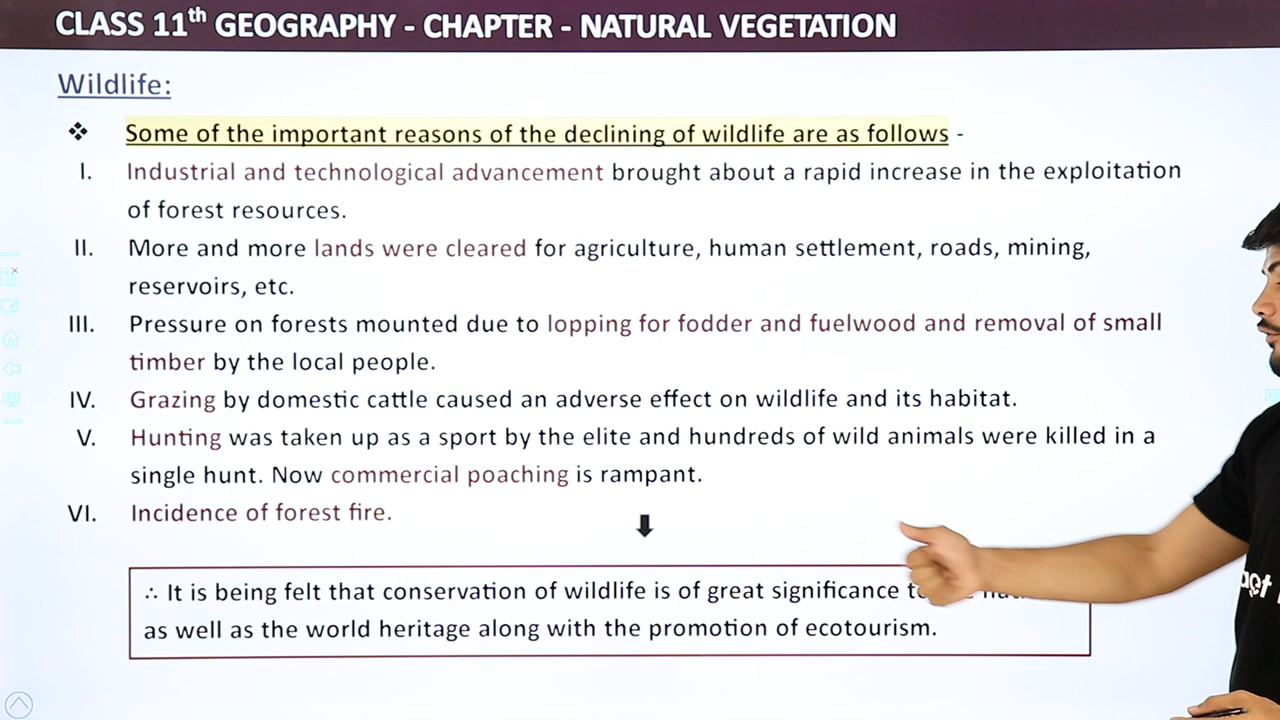 CLASS 11th GEOGRAPHY - CHAPTER - NATURAL VEGETATION
Wildlife:
❖ Some of the important reasons of the declining of wildlife are as follows -
I. Industrial and technological advancement brought about a rapid increase in the exploitation
of forest resources.
II. More and more lands were cleared for agriculture, human settlement, roads, mining,
reservoirs, etc.
III. Pressure on forests mounted due to lopping for fodder and fuelwood and removal of small
timber by the local people.
IV. Grazing by domestic cattle caused an adverse effect on wildlife and its habitat.
V. Hunting was taken up as a sport by the elite and hundreds of wild animals were killed in a
single hunt. Now commercial poaching is rampant.
VI. Incidence of forest fire.
∴ It is being felt that conservation of wildlife is of great significance
as well as the world heritage along with the promotion of ecotourism.